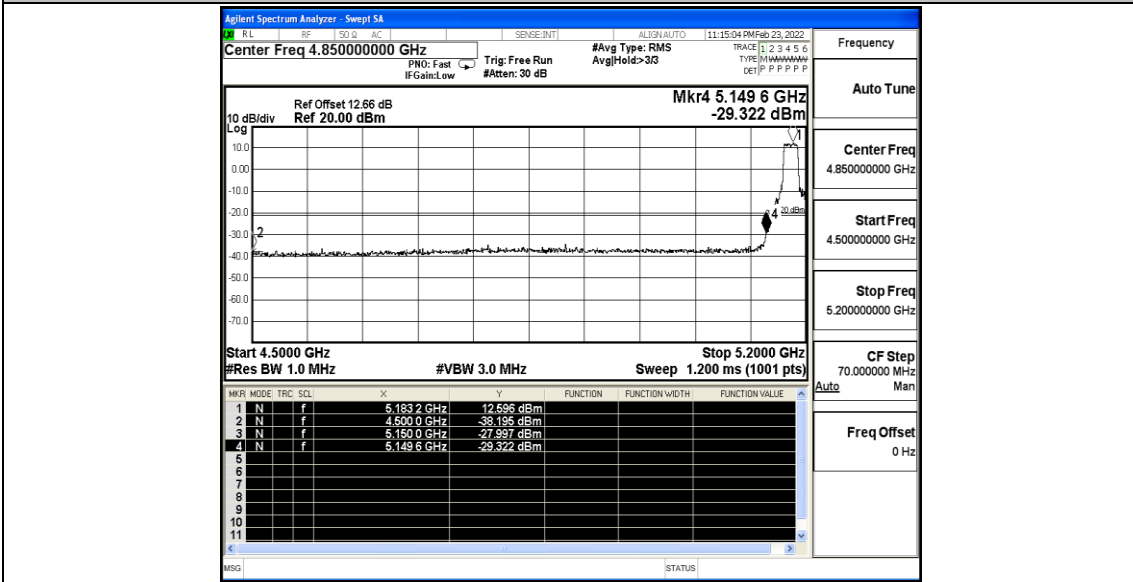 Agilent Spectrum Analyzer - Swept SA
RL RF 50 Ω AC SENSE:INT ALIGNAUTO 11:15:04 PM Feb 23, 2022
Center Freq 4.850000000 GHz
PNO: Fast
IFGain:Low
Trig: Free Run
#Atten: 30 dB
#Avg Type: RMS
Avg|Hold:>3/3
TRACE 1 2 3 4 5 6
TYPE M
DET P P P P P P
Ref Offset 12.66 dB
10 dB/div Ref 20.00 dBm
Log
Mkr4 5.149 6 GHz
-29.322 dBm
10.0
0.00
-10.0
-20.0
-30.0
-40.0
-50.0
-60.0
-70.0
1
2
4
Start 4.5000 GHz Stop 5.2000 GHz
#Res BW 1.0 MHz #VBW 3.0 MHz Sweep 1.200 ms (1001 pts)
MKR MODE TRC SCL X Y FUNCTION FUNCTION WIDTH FUNCTION VALUE
1 N f 5.183 2 GHz 12.596 dBm
2 N f 4.500 0 GHz -38.195 dBm
3 N f 5.150 0 GHz -27.997 dBm
4 N f 5.149 6 GHz -29.322 dBm
5
6
7
8
9
10
11
MSG STATUS
Frequency
Auto Tune
Center Freq
4.850000000 GHz
Start Freq
4.500000000 GHz
Stop Freq
5.200000000 GHz
CF Step
70.000000 MHz
Auto Man
Freq Offset
0 Hz